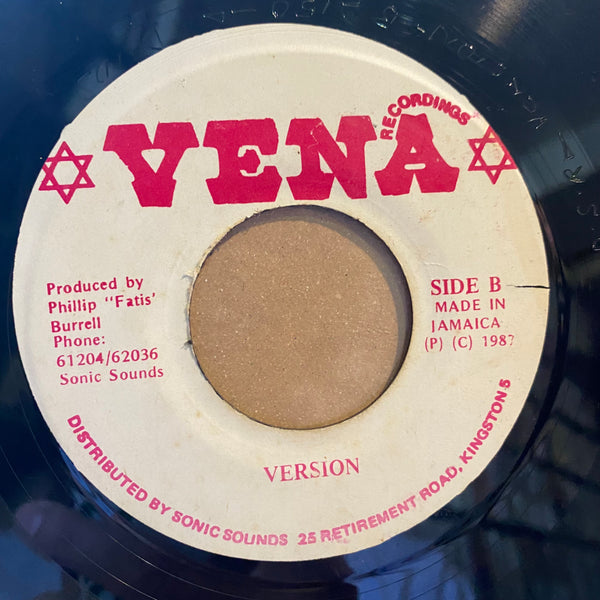 VENA
RECORDINGS
Produced by
Phillip "Fatis'
Burrell
Phone:
61204/62036
Sonic Sounds
SIDE B
MADE IN
JAMAICA
(P) (C) 1987
VERSION
DISTRIBUTED BY SONIC SOUNDS 25 RETIREMENT ROAD, KINGSTON 5